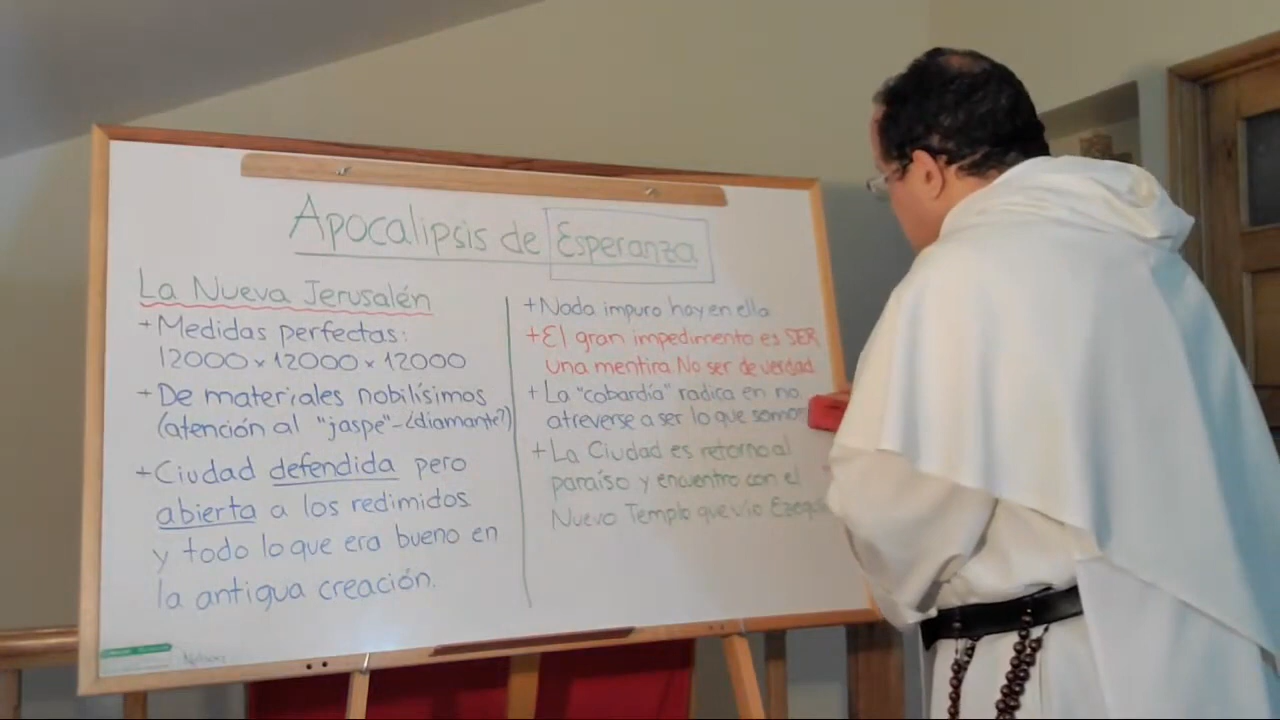 Apocalipsis de Esperanza
La Nueva Jerusalén
+Medidas perfectas:
12000 x 12000 x 12000
+De materiales nobilísimos
(atención al "jaspe"-¿diamante?)
+Ciudad defendida pero
abierta a los redimidos
y todo lo que era bueno en
la antigua creación.
+Nada impuro hay en ella
+El gran impedimento es SER
una mentira No ser de verdad
+La "cobardía" radica en no
atreverse a ser lo que somos
+La Ciudad es retorno al
paraíso y encuentro con el
Nuevo Templo que vio